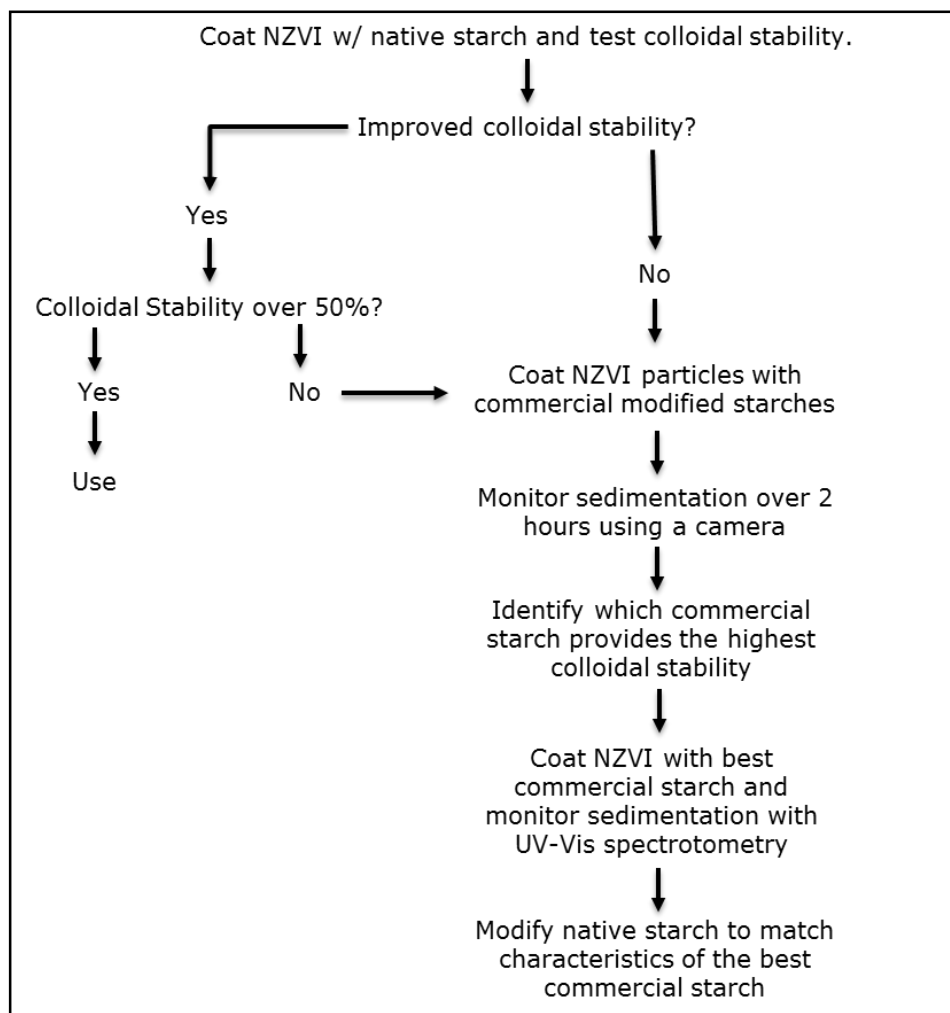 Coat NZVI w/ native starch and test colloidal stability.
Improved colloidal stability?
Yes
No
Colloidal Stability over 50%?
Yes
No
Use
Coat NZVI particles with
commercial modified starches
Monitor sedimentation over 2
hours using a camera
Identify which commercial
starch provides the highest
colloidal stability
Coat NZVI with best
commercial starch and
monitor sedimentation with
UV-Vis spectrotometry
Modify native starch to match
characteristics of the best
commercial starch